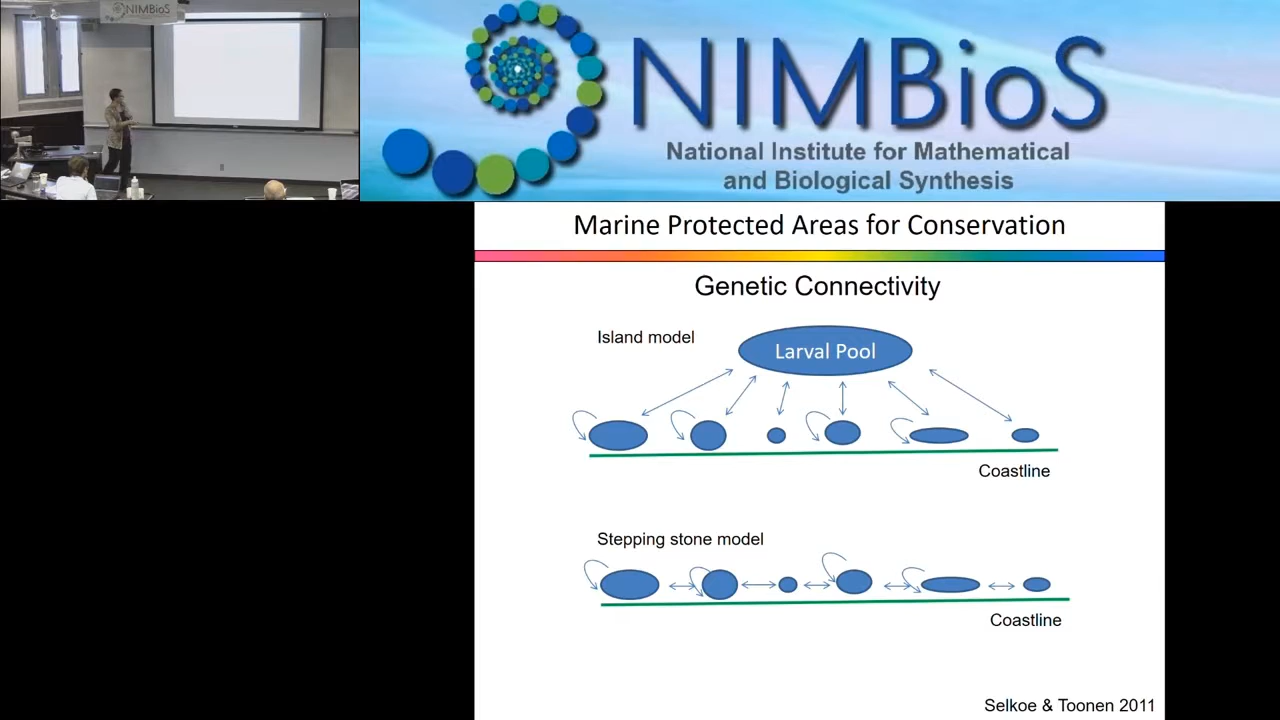 NIMBioS
NIMBioS
National Institute for Mathematical
and Biological Synthesis
Marine Protected Areas for Conservation
Genetic Connectivity
Island model
Larval Pool
Coastline
Stepping stone model
Coastline
Selkoe & Toonen 2011